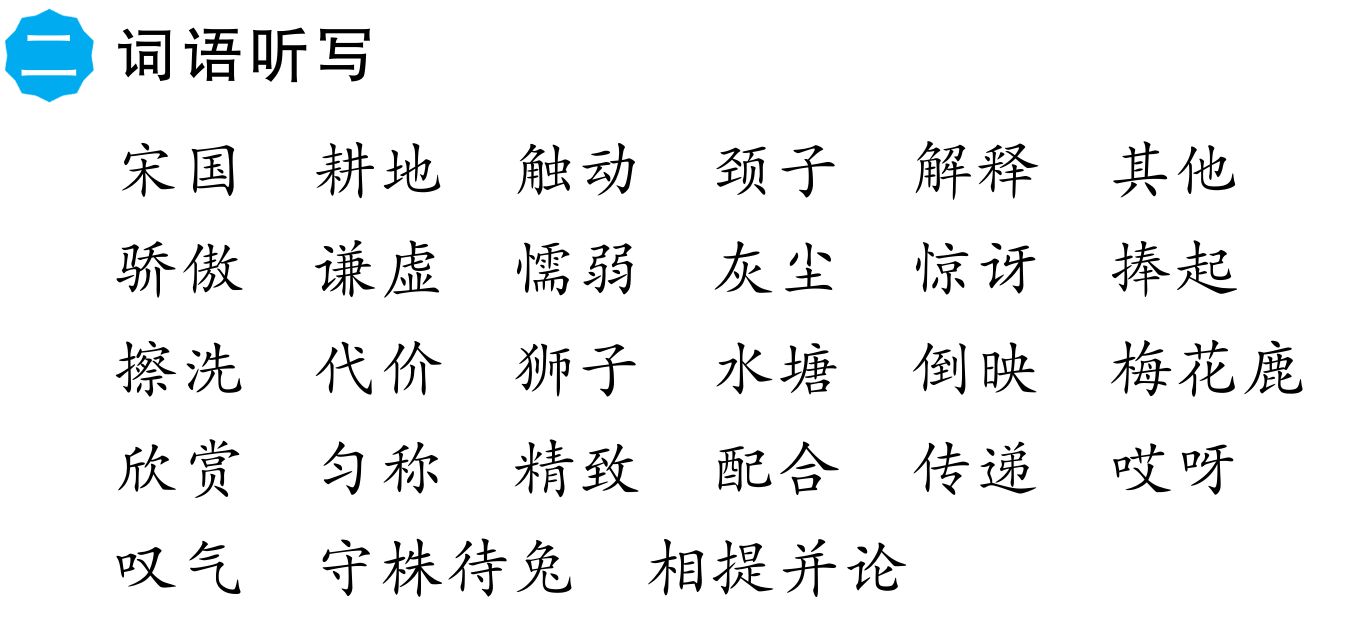 二 词语听写
宋国 耕地 触动 颈子 解释 其他
骄傲 谦虚 懦弱 灰尘 惊讶 捧起
擦洗 代价 狮子 水塘 倒映 梅花鹿
欣赏 匀称 精致 配合 传递 哎呀
叹气 守株待兔 相提并论